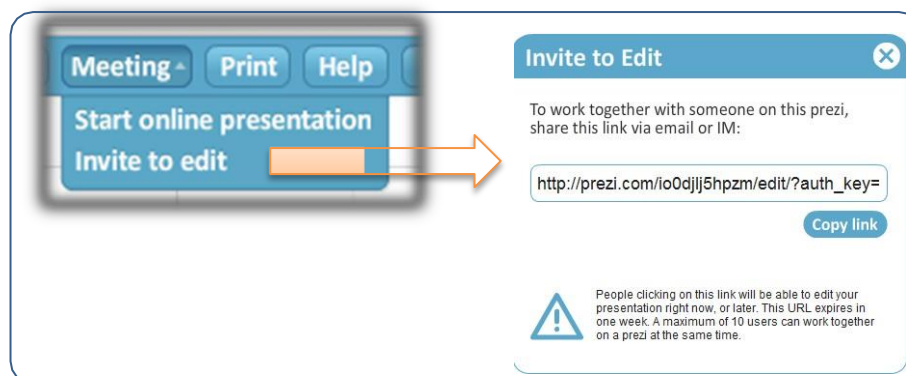 Meeting Print Help
Start online presentation
Invite to edit
Invite to Edit
To work together with someone on this prezi,
share this link via email or IM:
http://prezi.com/io0djlj5hpzm/edit/?auth_key=
Copy link
People clicking on this link will be able to edit your
presentation right now, or later. This URL expires in
one week. A maximum of 10 users can work together
on a prezi at the same time.